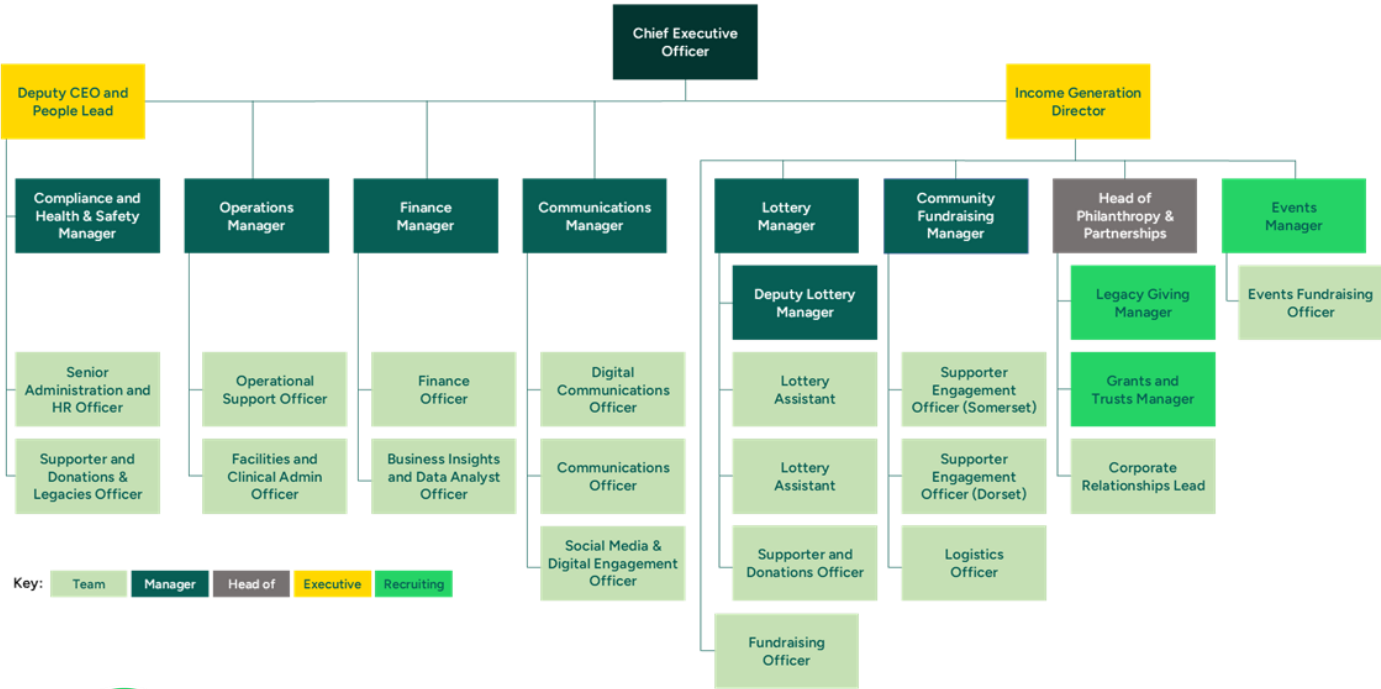 Chief Executive
Officer
Deputy CEO and
People Lead
Income Generation
Director
Compliance and
Health & Safety
Manager
Operations
Manager
Finance
Manager
Communications
Manager
Lottery
Manager
Community
Fundraising
Manager
Head of
Philanthropy &
Partnerships
Events
Manager
Deputy Lottery
Manager
Legacy Giving
Manager
Events Fundraising
Officer
Senior
Administration and
HR Officer
Operational
Support Officer
Finance
Officer
Digital
Communications
Officer
Lottery
Assistant
Supporter
Engagement
Officer (Somerset)
Grants and
Trusts Manager
Supporter and
Donations &
Legacies Officer
Facilities and
Clinical Admin
Officer
Business Insights
and Data Analyst
Officer
Communications
Officer
Lottery
Assistant
Supporter
Engagement
Officer (Dorset)
Corporate
Relationships Lead
Social Media &
Digital Engagement
Officer
Supporter and
Donations Officer
Logistics
Officer
Key: Team Manager Head of Executive Recruiting
Fundraising
Officer